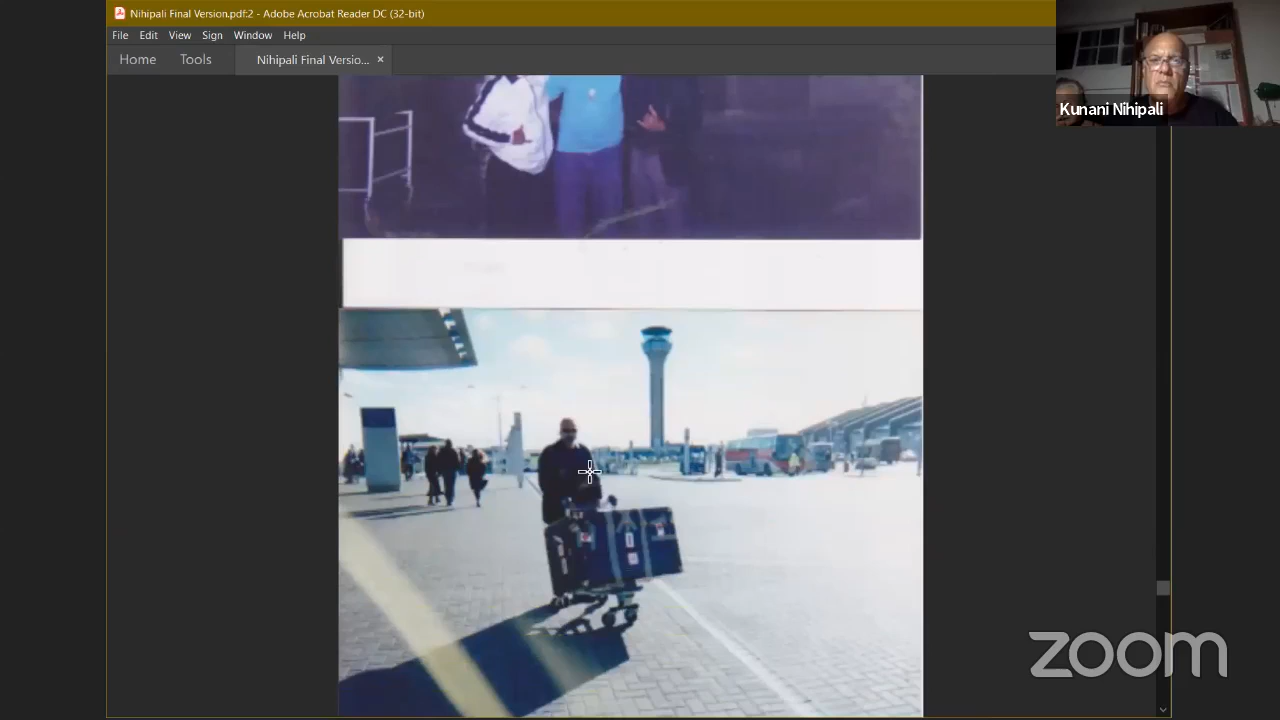 Nihipali Final Version.pdf:2 - Adobe Acrobat Reader DC (32-bit)
File Edit View Sign Window Help
Home Tools Nihipali Final Versio... ×
Kunani Nihipali
zoom